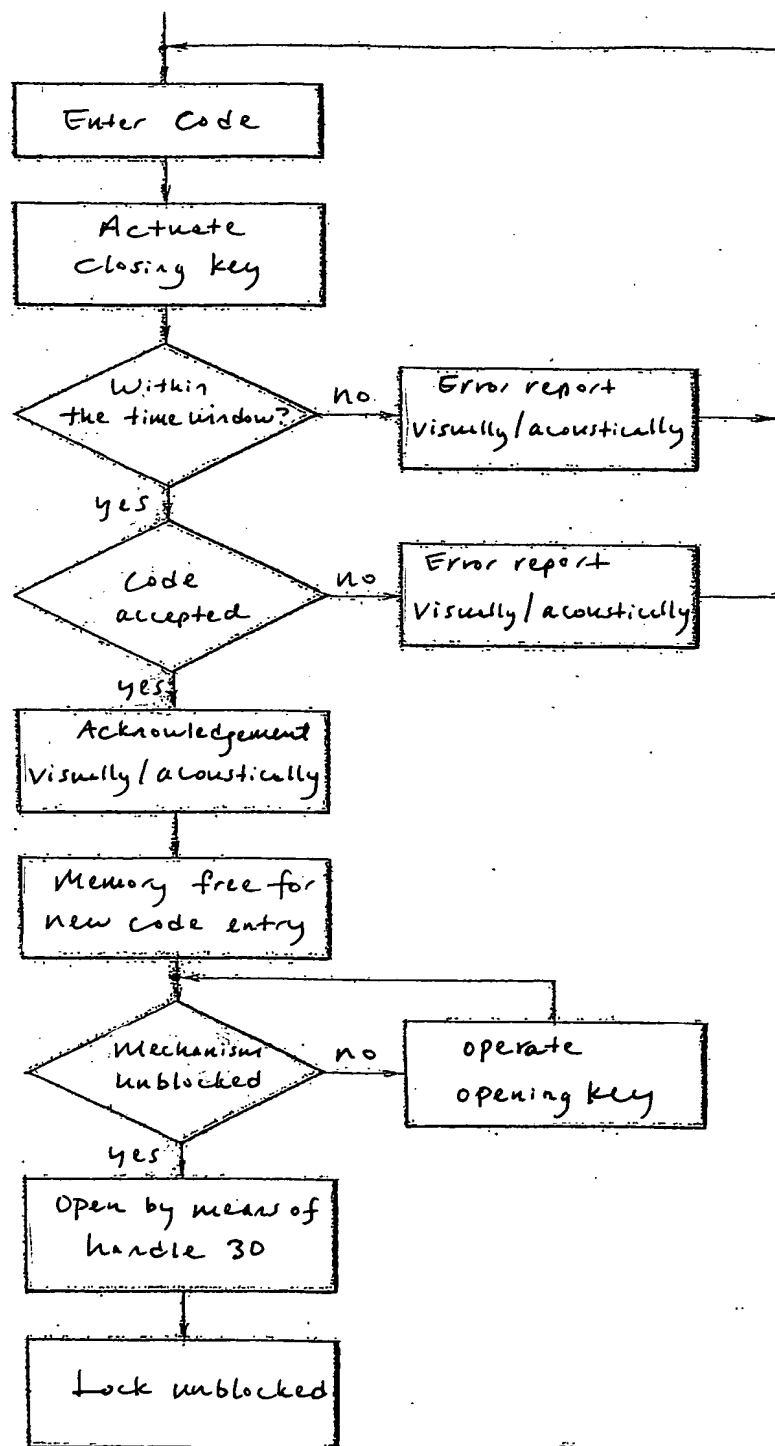 Enter Code
Actuate
closing key
Within
the time window?
no
Error report
visually/acoustically
yes
Code
accepted
no
Error report
visually/acoustically
yes
Acknowledgement
visually/acoustically
Memory free for
new code entry
Mechanism
unblocked
no
operate
opening key
yes
Open by means of
handle 30
Lock unblocked